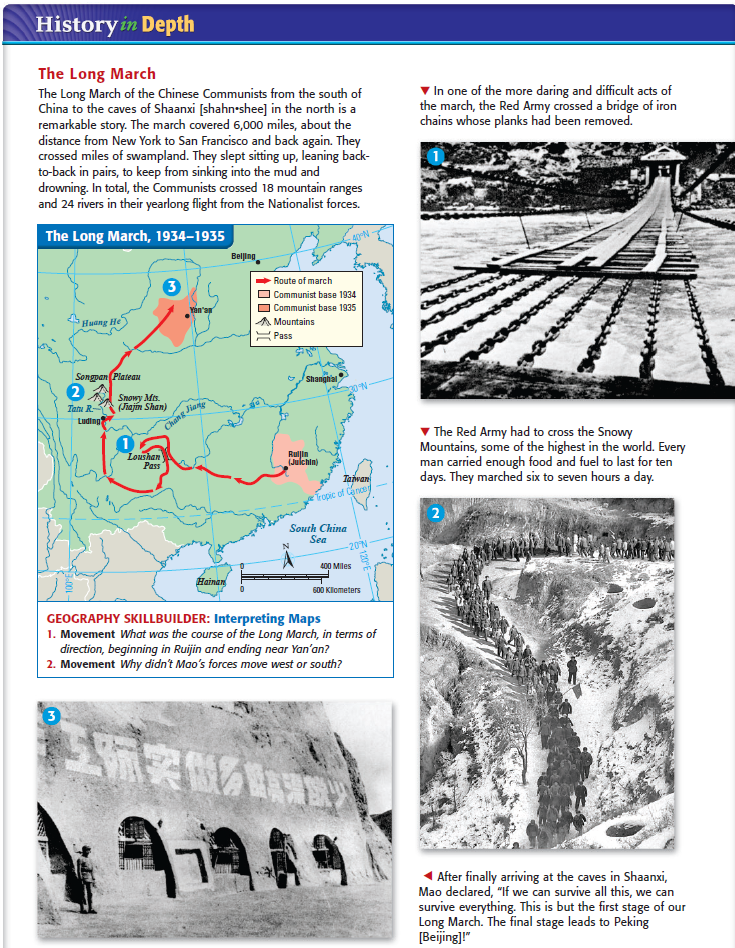 History in Depth
The Long March
The Long March of the Chinese Communists from the south of
China to the caves of Shaanxi [shahn•shee] in the north is a
remarkable story. The march covered 6,000 miles, about the
distance from New York to San Francisco and back again. They
crossed miles of swampland. They slept sitting up, leaning back-
to-back in pairs, to keep from sinking into the mud and
drowning. In total, the Communists crossed 18 mountain ranges
and 24 rivers in their yearlong flight from the Nationalist forces.
The Long March, 1934–1935
40°N
Beijing
Route of march
Communist base 1934
Communist base 1935
Mountains
Pass
3
Yan'an
Huang He
Songpan Plateau
2
Snowy Mts.
(Jiajin Shan)
Tatu R.
Luding
Chang Jiang
Shanghai
30°N
1
Loushan
Pass
Ruijin
(Juichin)
Taiwan
Tropic of Cancer
South China
Sea
20°N
120°E
100°E
N
Hainan
0 400 Miles
0 600 Kilometers
GEOGRAPHY SKILLBUILDER: Interpreting Maps
1. Movement What was the course of the Long March, in terms of
direction, beginning in Ruijin and ending near Yan'an?
2. Movement Why didn't Mao's forces move west or south?
3
▼ In one of the more daring and difficult acts of
the march, the Red Army crossed a bridge of iron
chains whose planks had been removed.
1
▼ The Red Army had to cross the Snowy
Mountains, some of the highest in the world. Every
man carried enough food and fuel to last for ten
days. They marched six to seven hours a day.
2
◄ After finally arriving at the caves in Shaanxi,
Mao declared, "If we can survive all this, we can
survive everything. This is but the first stage of our
Long March. The final stage leads to Peking
[Beijing]!"